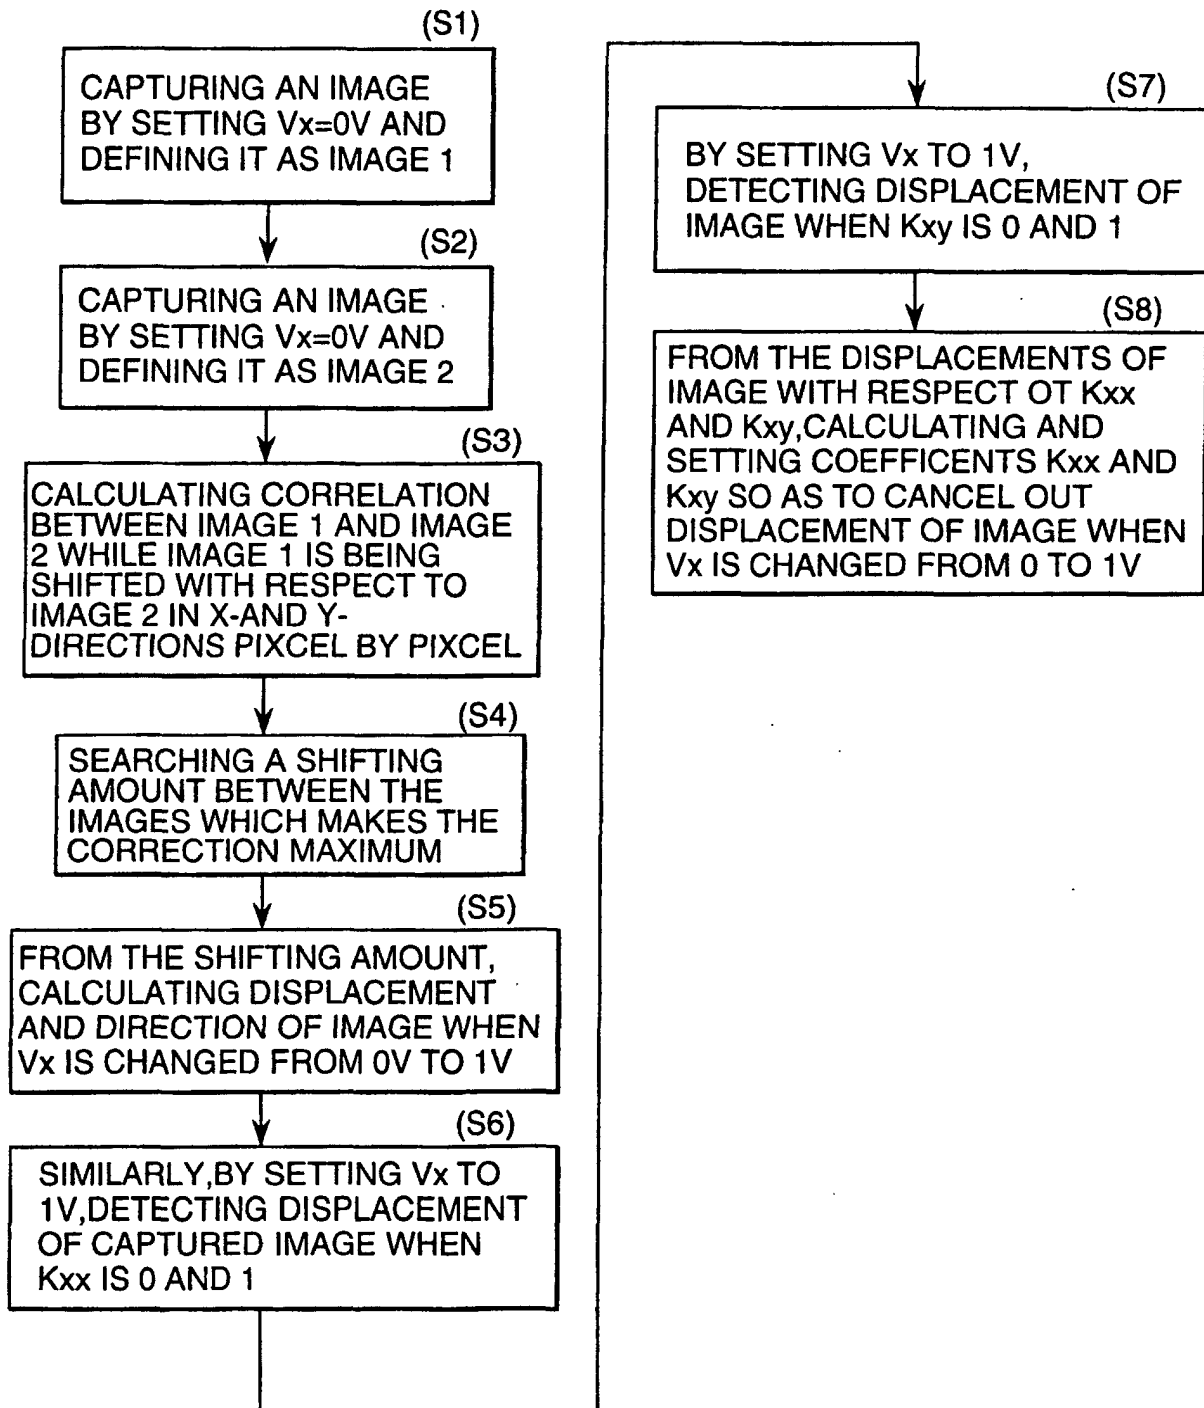 (S1)
CAPTURING AN IMAGE
BY SETTING Vx=0V AND
DEFINING IT AS IMAGE 1
(S2)
CAPTURING AN IMAGE
BY SETTING Vx=0V AND
DEFINING IT AS IMAGE 2
(S3)
CALCULATING CORRELATION
BETWEEN IMAGE 1 AND IMAGE
2 WHILE IMAGE 1 IS BEING
SHIFTED WITH RESPECT TO
IMAGE 2 IN X-AND Y-
DIRECTIONS PIXCEL BY PIXCEL
(S4)
SEARCHING A SHIFTING
AMOUNT BETWEEN THE
IMAGES WHICH MAKES THE
CORRECTION MAXIMUM
(S5)
FROM THE SHIFTING AMOUNT,
CALCULATING DISPLACEMENT
AND DIRECTION OF IMAGE WHEN
Vx IS CHANGED FROM 0V TO 1V
(S6)
SIMILARLY,BY SETTING Vx TO
1V,DETECTING DISPLACEMENT
OF CAPTURED IMAGE WHEN
Kxx IS 0 AND 1
(S7)
BY SETTING Vx TO 1V,
DETECTING DISPLACEMENT OF
IMAGE WHEN Kxy IS 0 AND 1
(S8)
FROM THE DISPLACEMENTS OF
IMAGE WITH RESPECT OT Kxx
AND Kxy,CALCULATING AND
SETTING COEFFICENTS Kxx AND
Kxy SO AS TO CANCEL OUT
DISPLACEMENT OF IMAGE WHEN
Vx IS CHANGED FROM 0 TO 1V